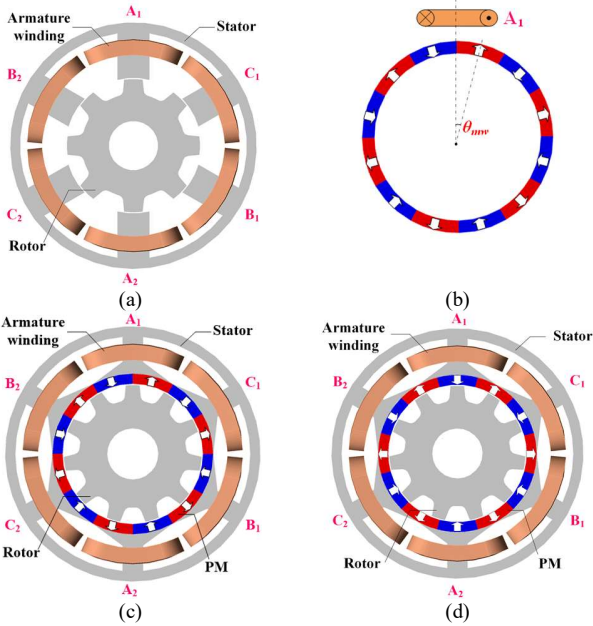 A1
Armature
winding
Stator
B2
C1
C2
B1
Rotor
A2
(a)
A1
θmw
(b)
A1
Armature
winding
Stator
B2
C1
C2
B1
Rotor
PM
A2
(c)
A1
Armature
winding
Stator
B2
C1
C2
B1
Rotor
PM
A2
(d)